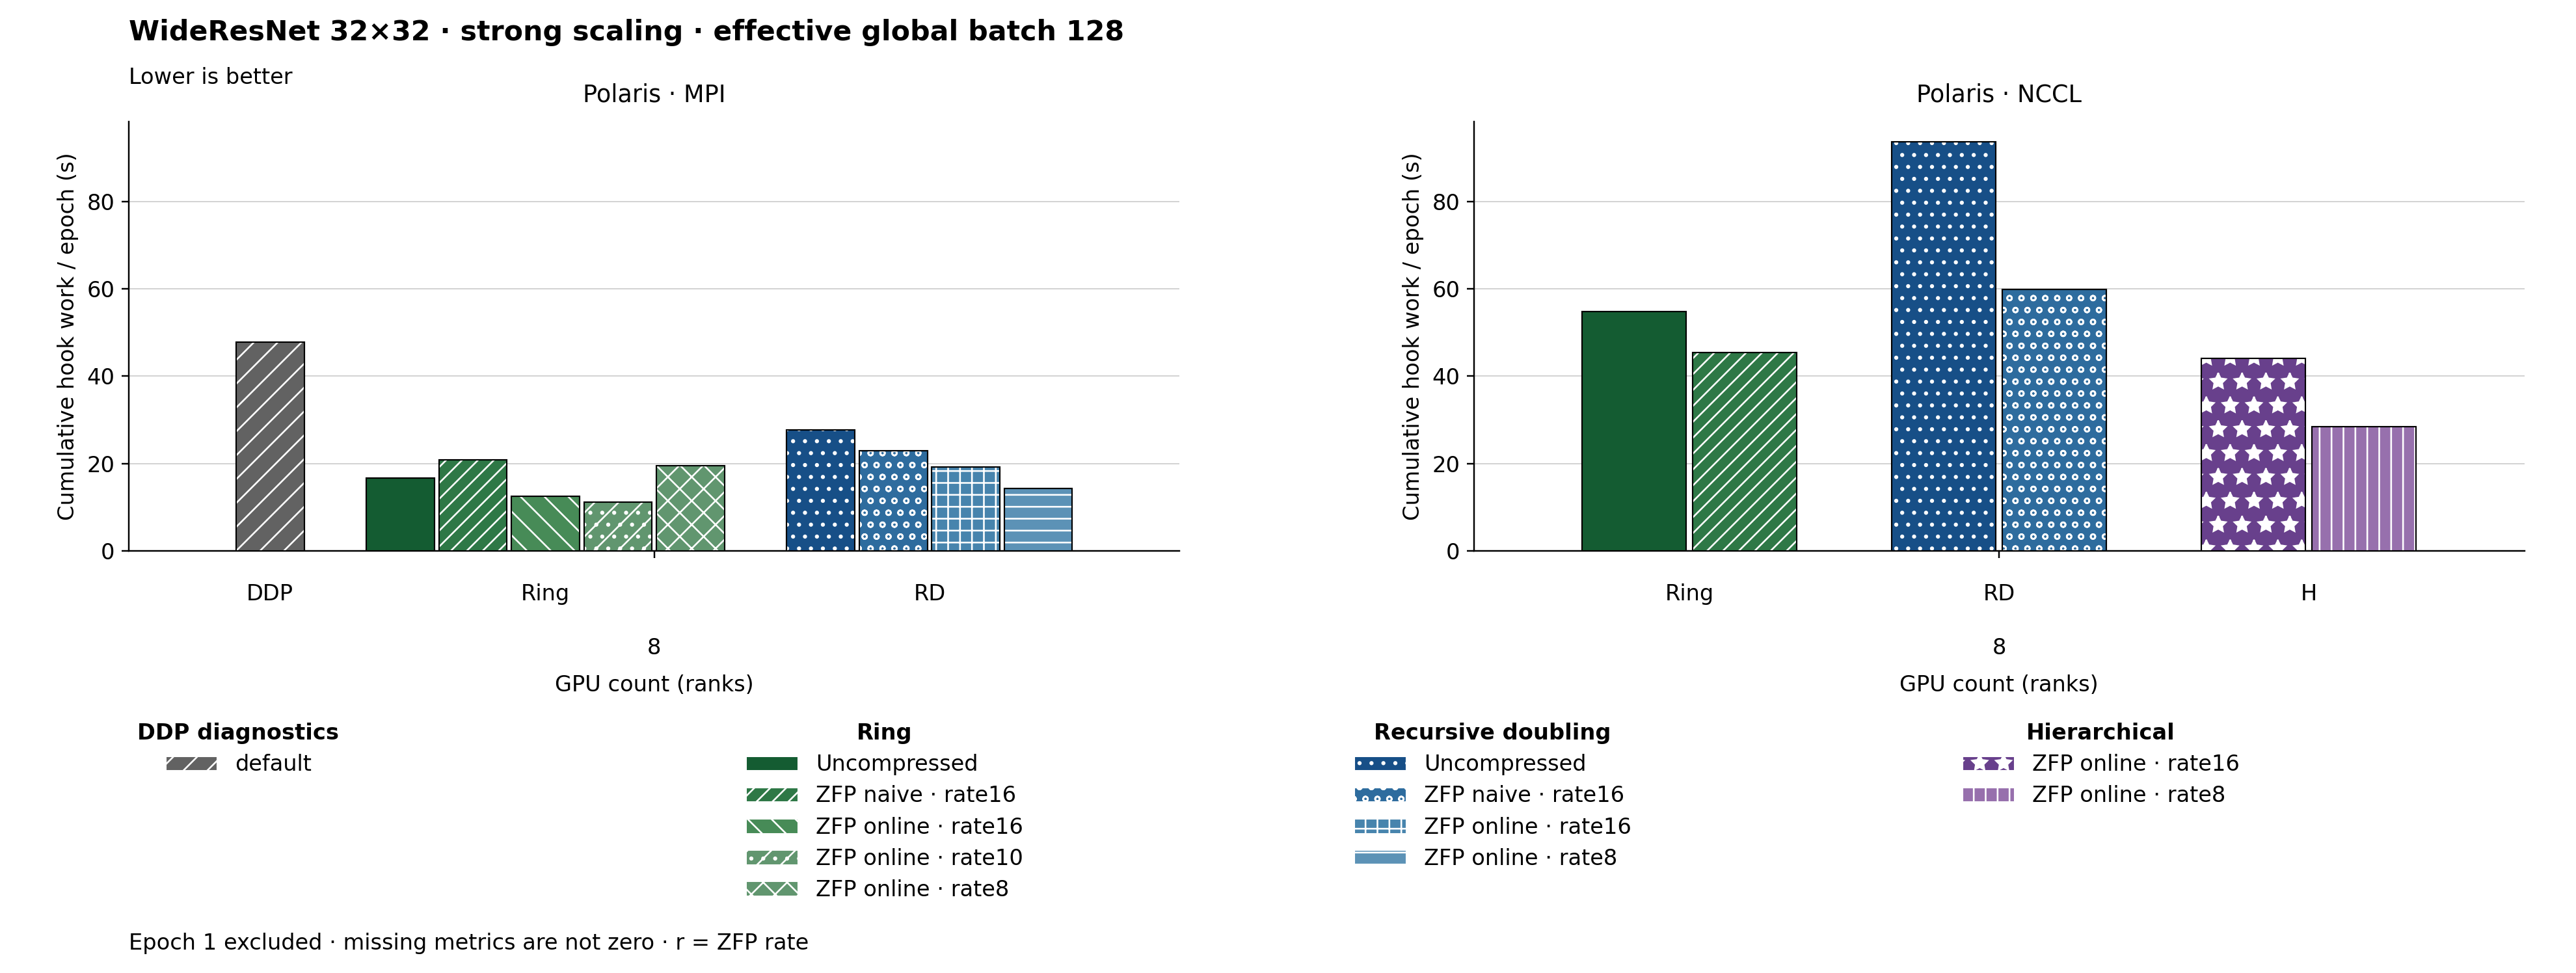 WideResNet 32×32 · strong scaling · effective global batch 128
Lower is better
Polaris · MPI
Cumulative hook work / epoch (s)
80
60
40
20
0
DDP
Ring
RD
8
GPU count (ranks)
Polaris · NCCL
Cumulative hook work / epoch (s)
80
60
40
20
0
Ring
RD
H
8
GPU count (ranks)
DDP diagnostics
default
Ring
Uncompressed
ZFP naive · rate16
ZFP online · rate16
ZFP online · rate10
ZFP online · rate8
Recursive doubling
Uncompressed
ZFP naive · rate16
ZFP online · rate16
ZFP online · rate8
Hierarchical
ZFP online · rate16
ZFP online · rate8
Epoch 1 excluded · missing metrics are not zero · r = ZFP rate